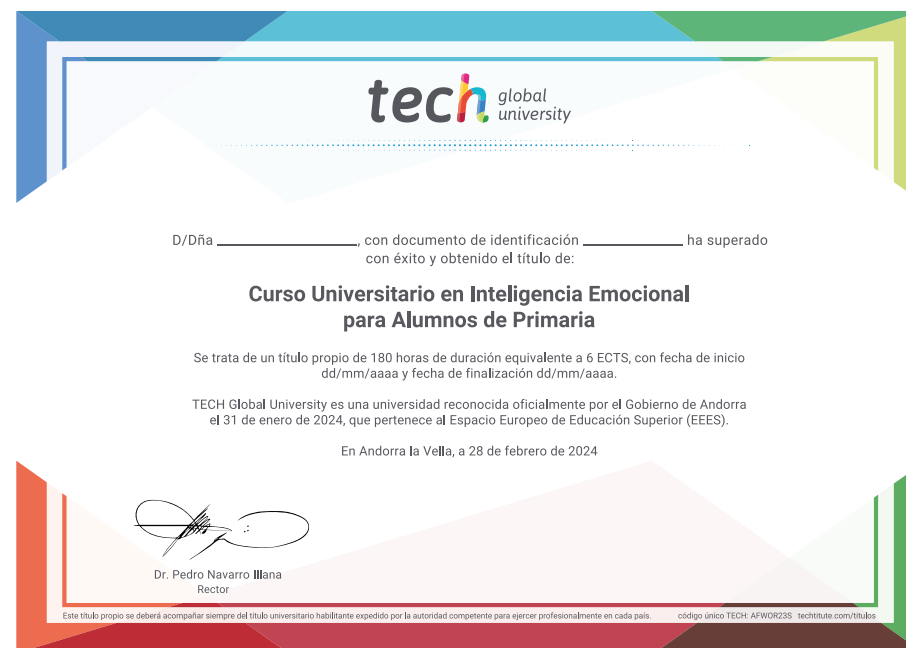 tech global university
D/Dña ____________________, con documento de identificación ______________ ha superado
con éxito y obtenido el título de:
Curso Universitario en Inteligencia Emocional
para Alumnos de Primaria
Se trata de un título propio de 180 horas de duración equivalente a 6 ECTS, con fecha de inicio
dd/mm/aaaa y fecha de finalización dd/mm/aaaa.
TECH Global University es una universidad reconocida oficialmente por el Gobierno de Andorra
el 31 de enero de 2024, que pertenece al Espacio Europeo de Educación Superior (EEES).
En Andorra la Vella, a 28 de febrero de 2024
Dr. Pedro Navarro Illana
Rector
Este título propio se deberá acompañar siempre del título universitario habilitante expedido por la autoridad competente para ejercer profesionalmente en cada país. código único TECH: AFWOR23S techtitute.com/titulos